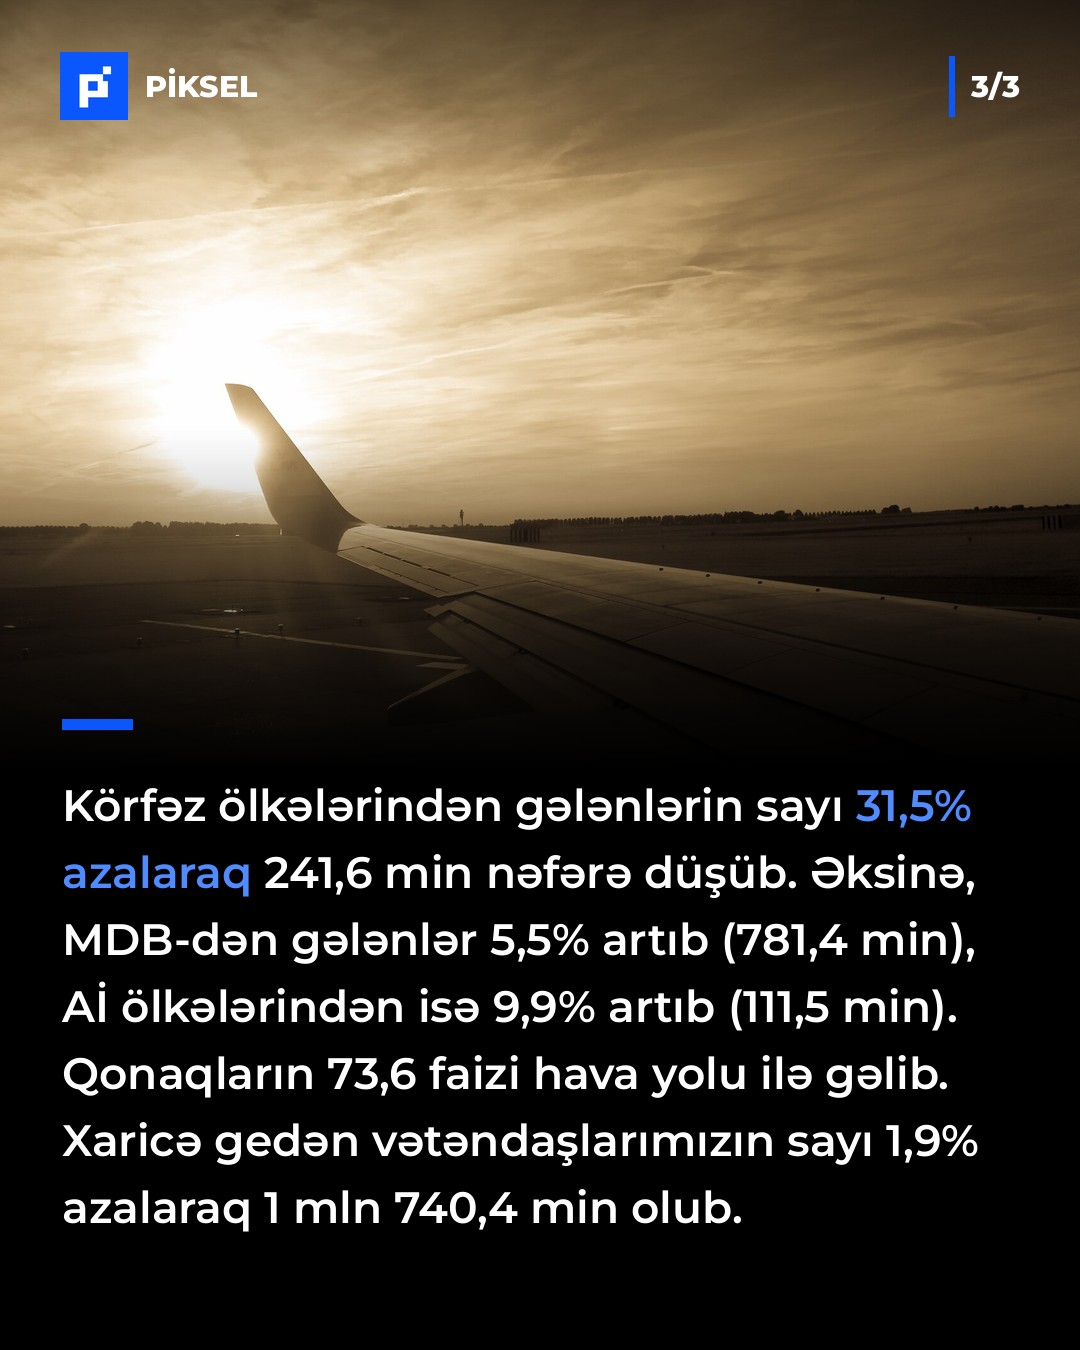 PİKSEL
3/3
Körfəz ölkələrindən gələnlərin sayı 31,5%
azalaraq 241,6 min nəfərə düşüb. Əksinə,
MDB-dən gələnlər 5,5% artıb (781,4 min),
Aİ ölkələrindən isə 9,9% artıb (111,5 min).
Qonaqların 73,6 faizi hava yolu ilə gəlib.
Xaricə gedən vətəndaşlarımızın sayı 1,9%
azalaraq 1 mln 740,4 min olub.